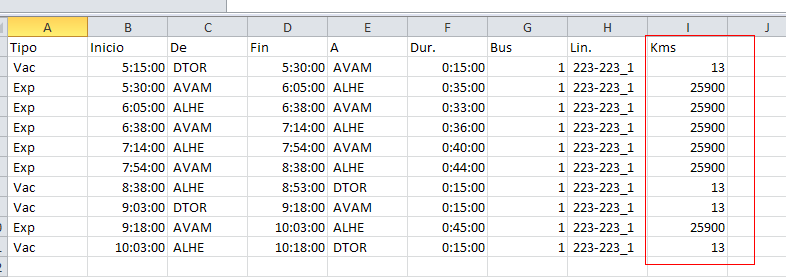 A B C D E F G H I J
Tipo Inicio De Fin A Dur. Bus Lin. Kms
Vac 5:15:00 DTOR 5:30:00 AVAM 0:15:00 1 223-223_1 13
Exp 5:30:00 AVAM 6:05:00 ALHE 0:35:00 1 223-223_1 25900
Exp 6:05:00 ALHE 6:38:00 AVAM 0:33:00 1 223-223_1 25900
Exp 6:38:00 AVAM 7:14:00 ALHE 0:36:00 1 223-223_1 25900
Exp 7:14:00 ALHE 7:54:00 AVAM 0:40:00 1 223-223_1 25900
Exp 7:54:00 AVAM 8:38:00 ALHE 0:44:00 1 223-223_1 25900
Vac 8:38:00 ALHE 8:53:00 DTOR 0:15:00 1 223-223_1 13
Vac 9:03:00 DTOR 9:18:00 AVAM 0:15:00 1 223-223_1 13
0 Exp 9:18:00 AVAM 10:03:00 ALHE 0:45:00 1 223-223_1 25900
1 Vac 10:03:00 ALHE 10:18:00 DTOR 0:15:00 1 223-223_1 13
2